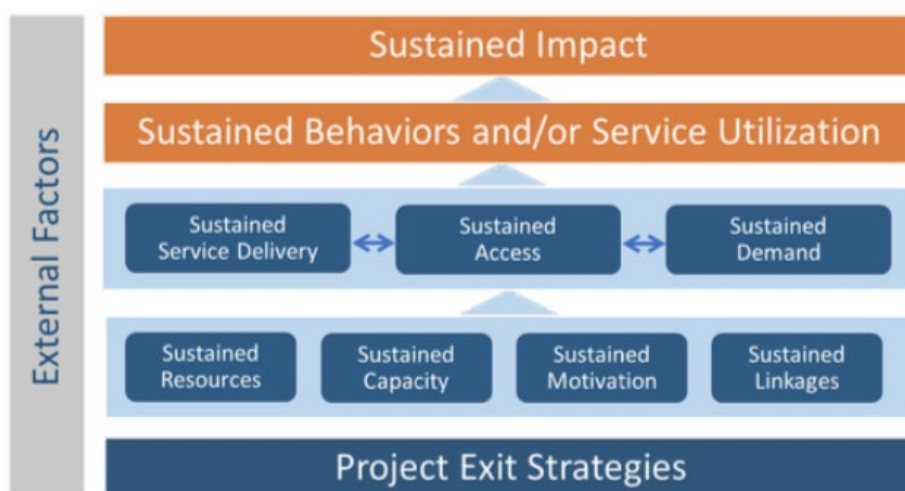 External Factors
Sustained Impact
Sustained Behaviors and/or Service Utilization
Sustained
Service Delivery
Sustained
Access
Sustained
Demand
Sustained
Resources
Sustained
Capacity
Sustained
Motivation
Sustained
Linkages
Project Exit Strategies